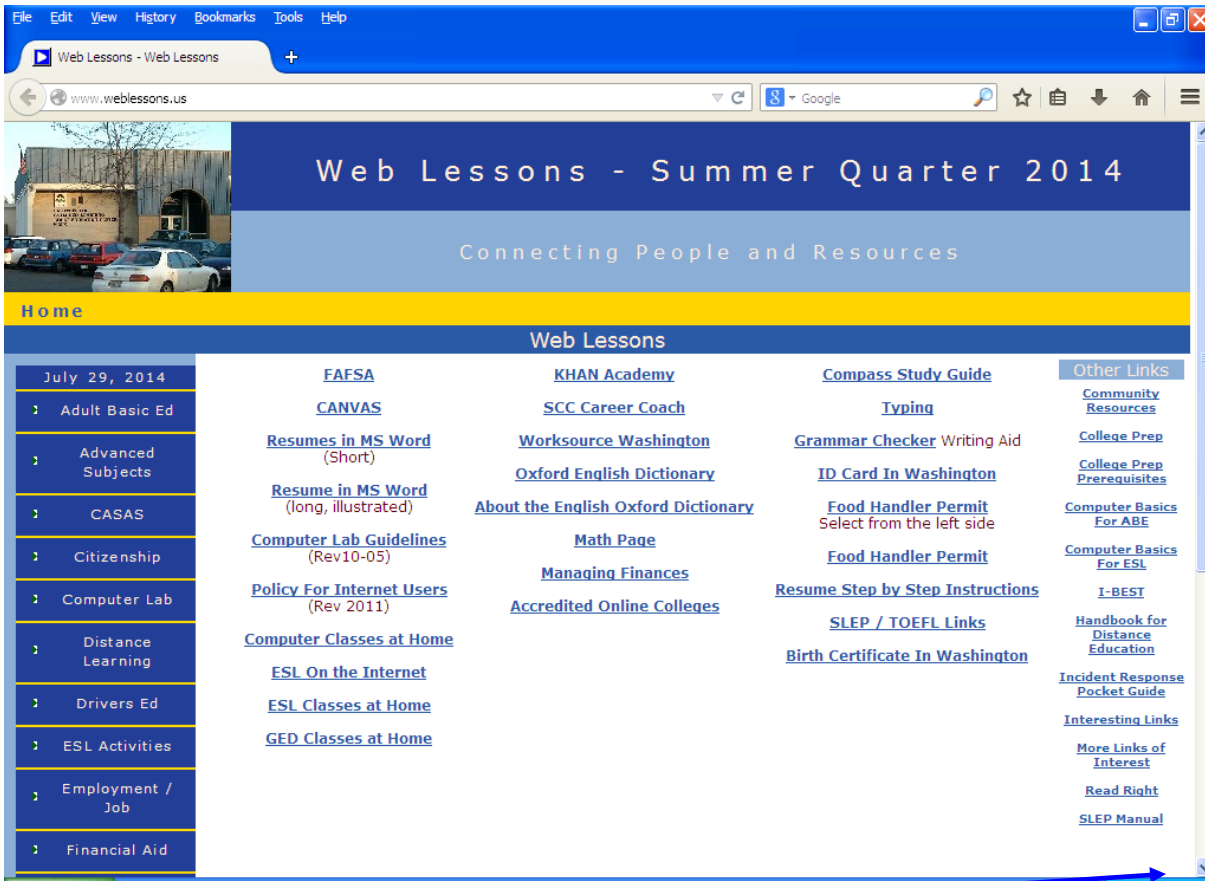 File Edit View History Bookmarks Tools Help
Web Lessons - Web Lessons
www.weblessons.us
Google
Web Lessons - Summer Quarter 2014
Connecting People and Resources
Home
Web Lessons
July 29, 2014
Adult Basic Ed
Advanced
Subjects
CASAS
Citizenship
Computer Lab
Distance
Learning
Drivers Ed
ESL Activities
Employment /
Job
Financial Aid
FAFSA
CANVAS
Resumes in MS Word
(Short)
Resume in MS Word
(long, illustrated)
Computer Lab Guidelines
(Rev10-05)
Policy For Internet Users
(Rev 2011)
Computer Classes at Home
ESL On the Internet
ESL Classes at Home
GED Classes at Home
KHAN Academy
SCC Career Coach
Worksource Washington
Oxford English Dictionary
About the English Oxford Dictionary
Math Page
Managing Finances
Accredited Online Colleges
Compass Study Guide
Typing
Grammar Checker Writing Aid
ID Card In Washington
Food Handler Permit
Select from the left side
Food Handler Permit
Resume Step by Step Instructions
SLEP / TOEFL Links
Birth Certificate In Washington
Other Links
Community
Resources
College Prep
College Prep
Prerequisites
Computer Basics
For ABE
Computer Basics
For ESL
I-BEST
Handbook for
Distance
Education
Incident Response
Pocket Guide
Interesting Links
More Links of
Interest
Read Right
SLEP Manual